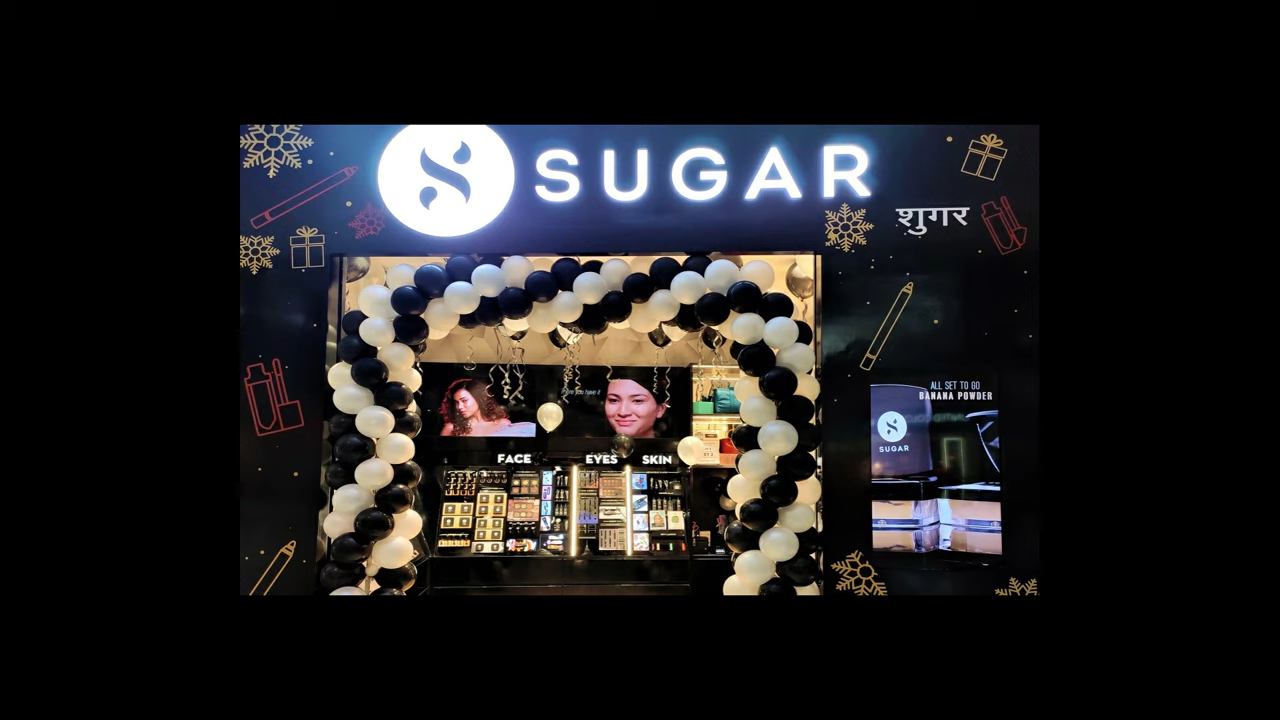 SUGAR
शुगर
ALL SET TO GO
BANANA POWDER
SUGAR
FACE
EYES
SKIN